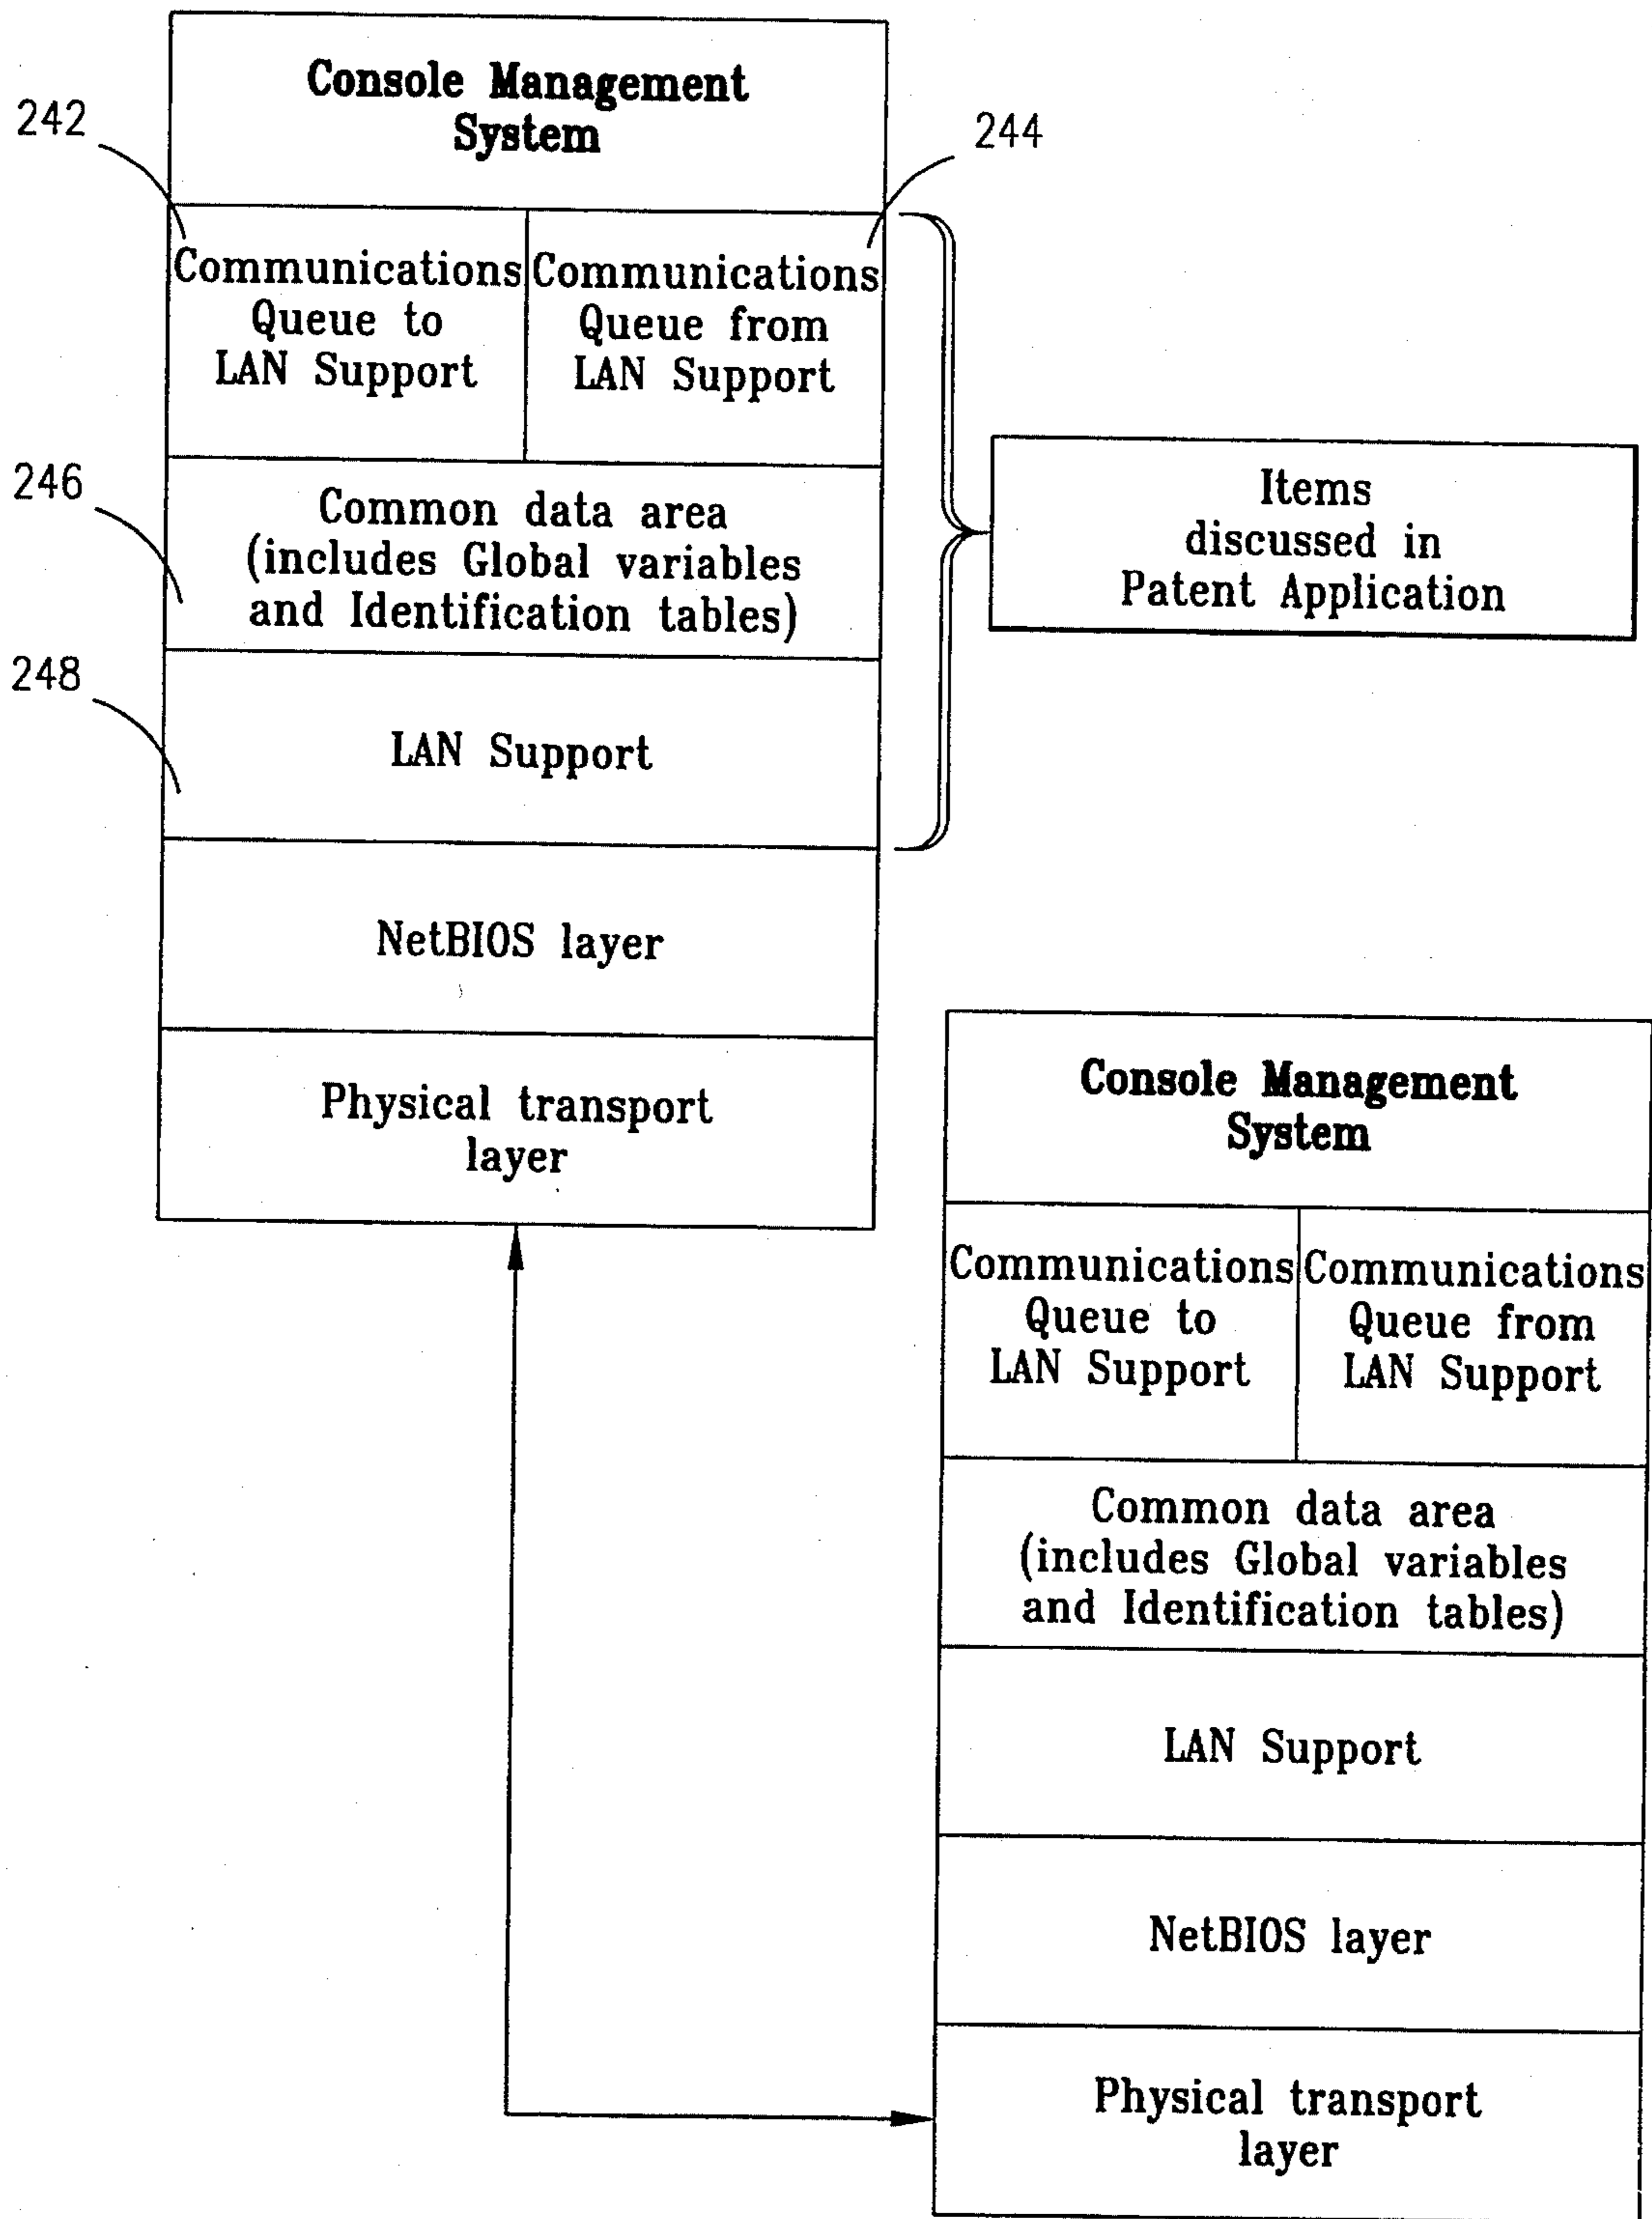 Console Management
System
242
244
Communications
Queue to
LAN Support
Communications
Queue from
LAN Support
246
Common data area
(includes Global variables
and Identification tables)
Items
discussed in
Patent Application
248
LAN Support
NetBIOS layer
Physical transport
layer
Console Management
System
Communications
Queue to
LAN Support
Communications
Queue from
LAN Support
Common data area
(includes Global variables
and Identification tables)
LAN Support
NetBIOS layer
Physical transport
layer